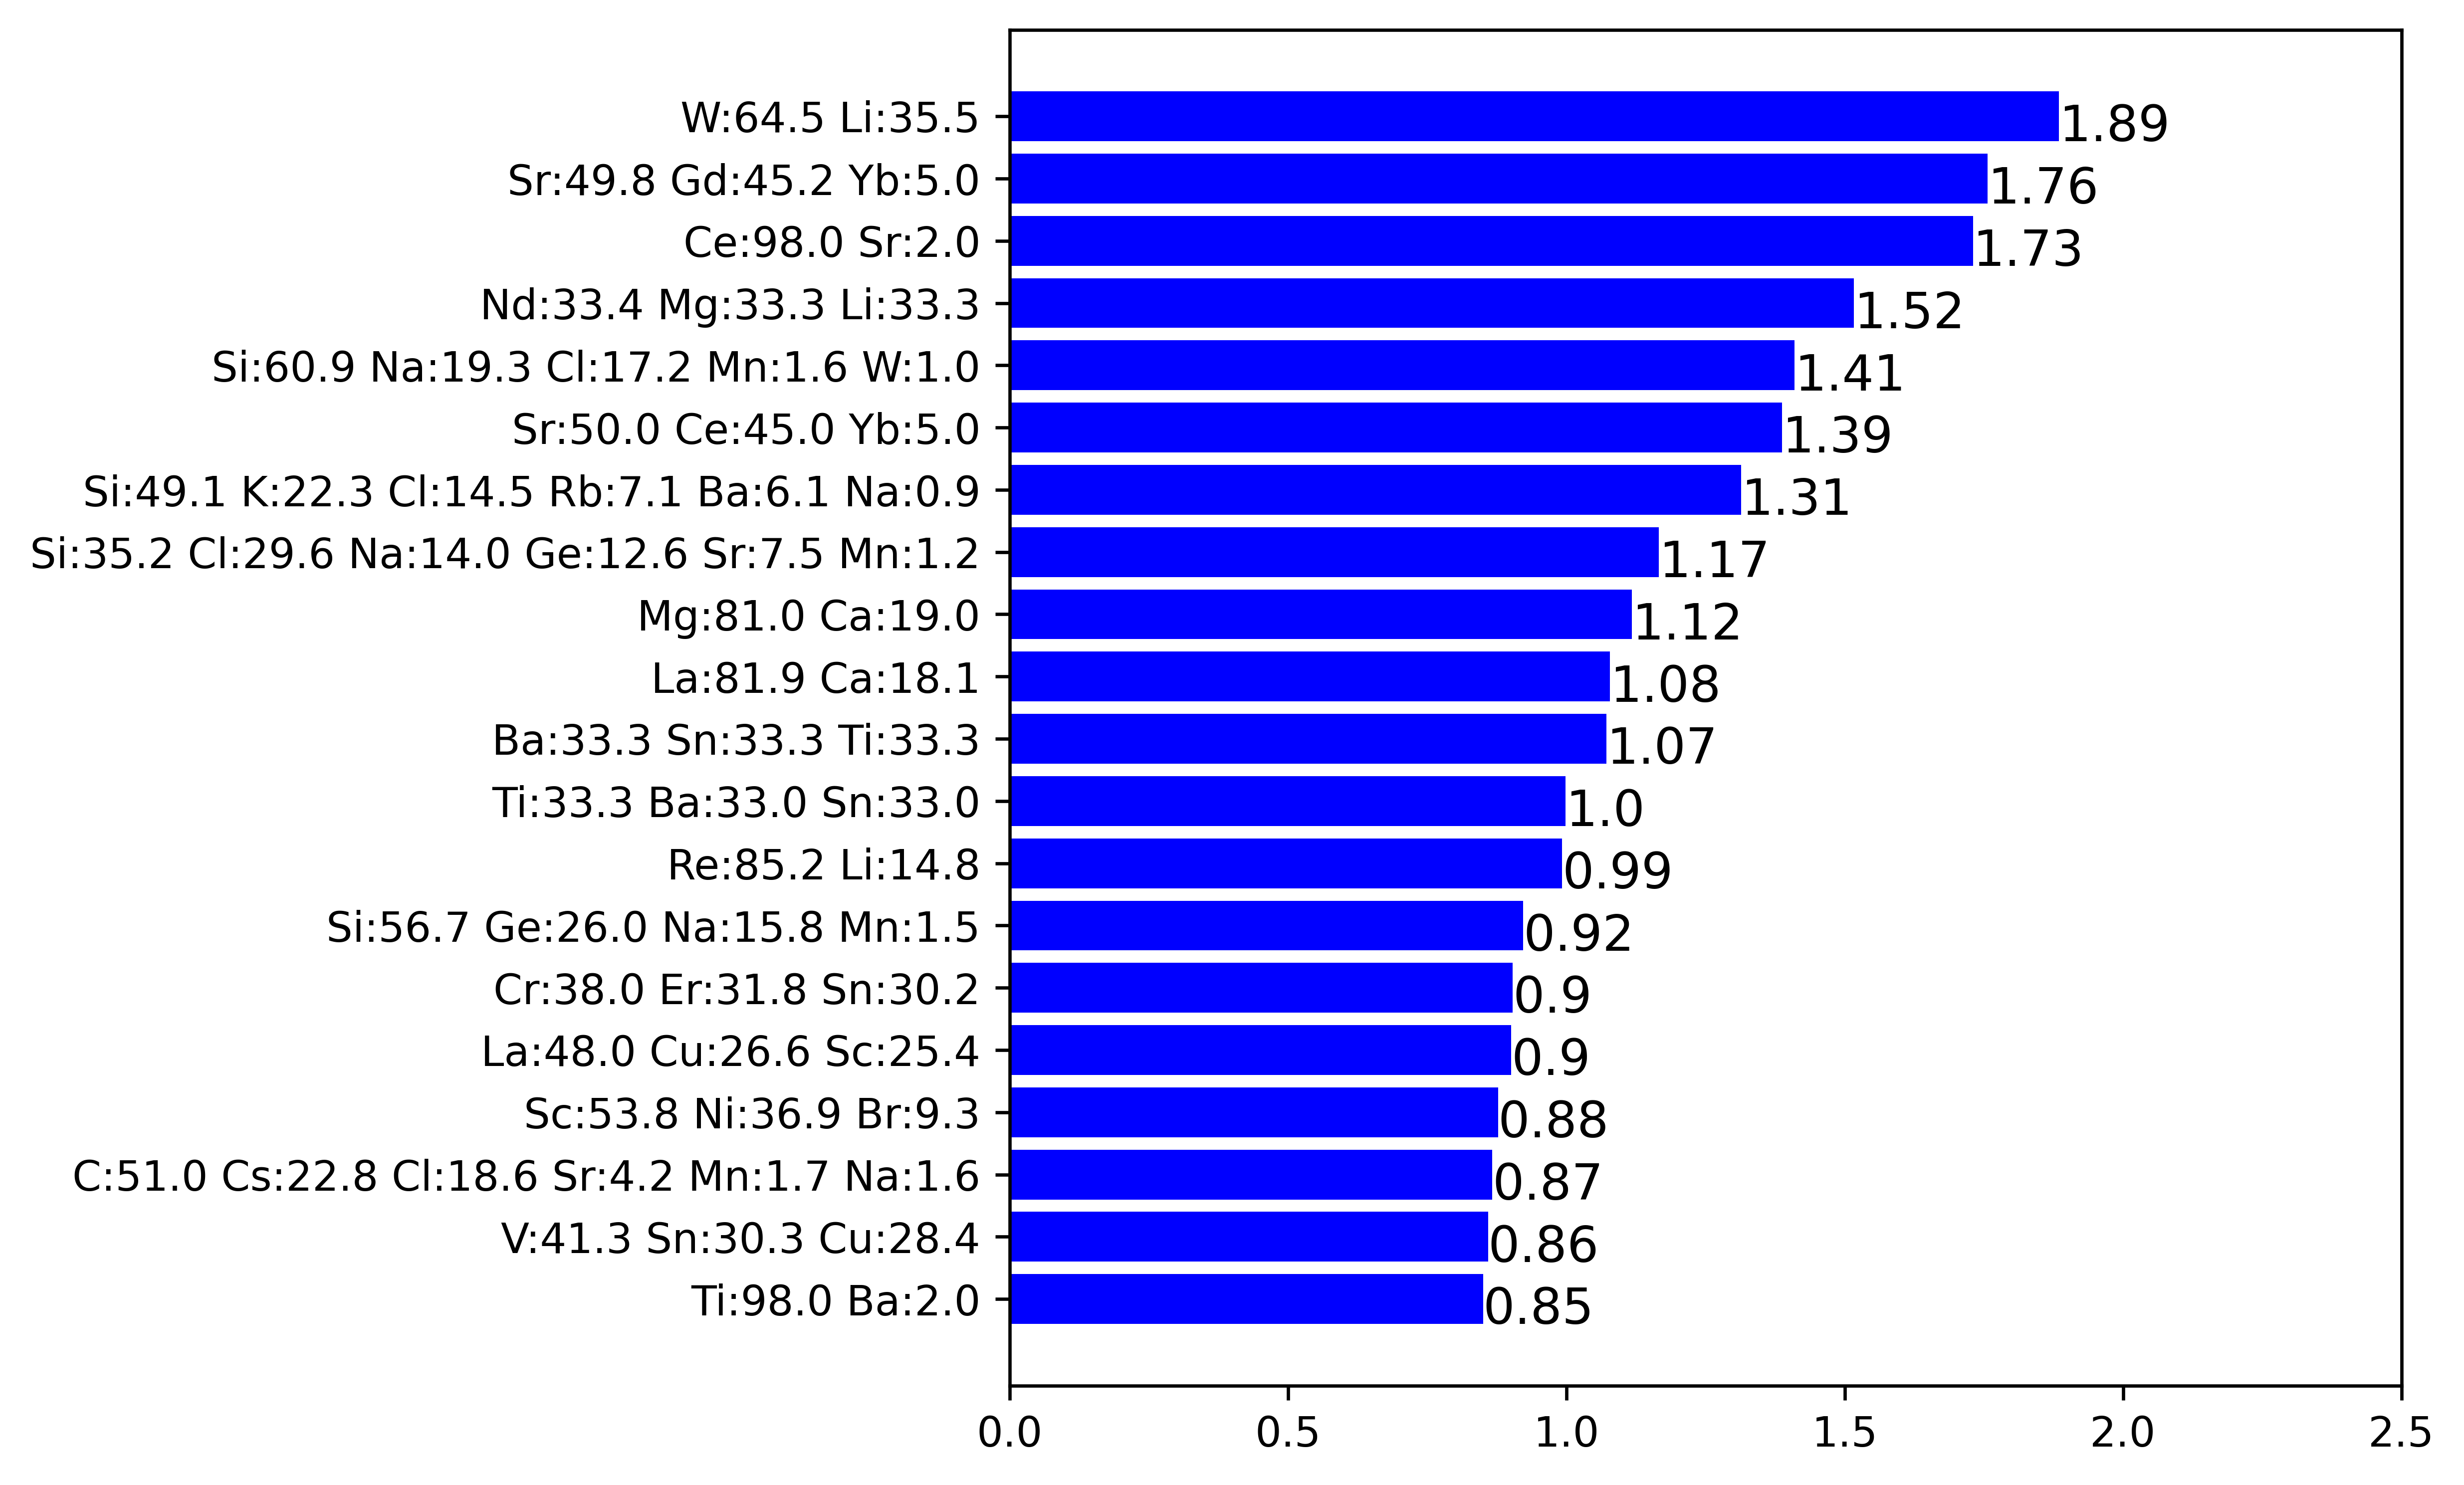 W:64.5 Li:35.5 1.89
Sr:49.8 Gd:45.2 Yb:5.0 1.76
Ce:98.0 Sr:2.0 1.73
Nd:33.4 Mg:33.3 Li:33.3 1.52
Si:60.9 Na:19.3 Cl:17.2 Mn:1.6 W:1.0 1.41
Sr:50.0 Ce:45.0 Yb:5.0 1.39
Si:49.1 K:22.3 Cl:14.5 Rb:7.1 Ba:6.1 Na:0.9 1.31
Si:35.2 Cl:29.6 Na:14.0 Ge:12.6 Sr:7.5 Mn:1.2 1.17
Mg:81.0 Ca:19.0 1.12
La:81.9 Ca:18.1 1.08
Ba:33.3 Sn:33.3 Ti:33.3 1.07
Ti:33.3 Ba:33.0 Sn:33.0 1.0
Re:85.2 Li:14.8 0.99
Si:56.7 Ge:26.0 Na:15.8 Mn:1.5 0.92
Cr:38.0 Er:31.8 Sn:30.2 0.9
La:48.0 Cu:26.6 Sc:25.4 0.9
Sc:53.8 Ni:36.9 Br:9.3 0.88
C:51.0 Cs:22.8 Cl:18.6 Sr:4.2 Mn:1.7 Na:1.6 0.87
V:41.3 Sn:30.3 Cu:28.4 0.86
Ti:98.0 Ba:2.0 0.85
0.0 0.5 1.0 1.5 2.0 2.5